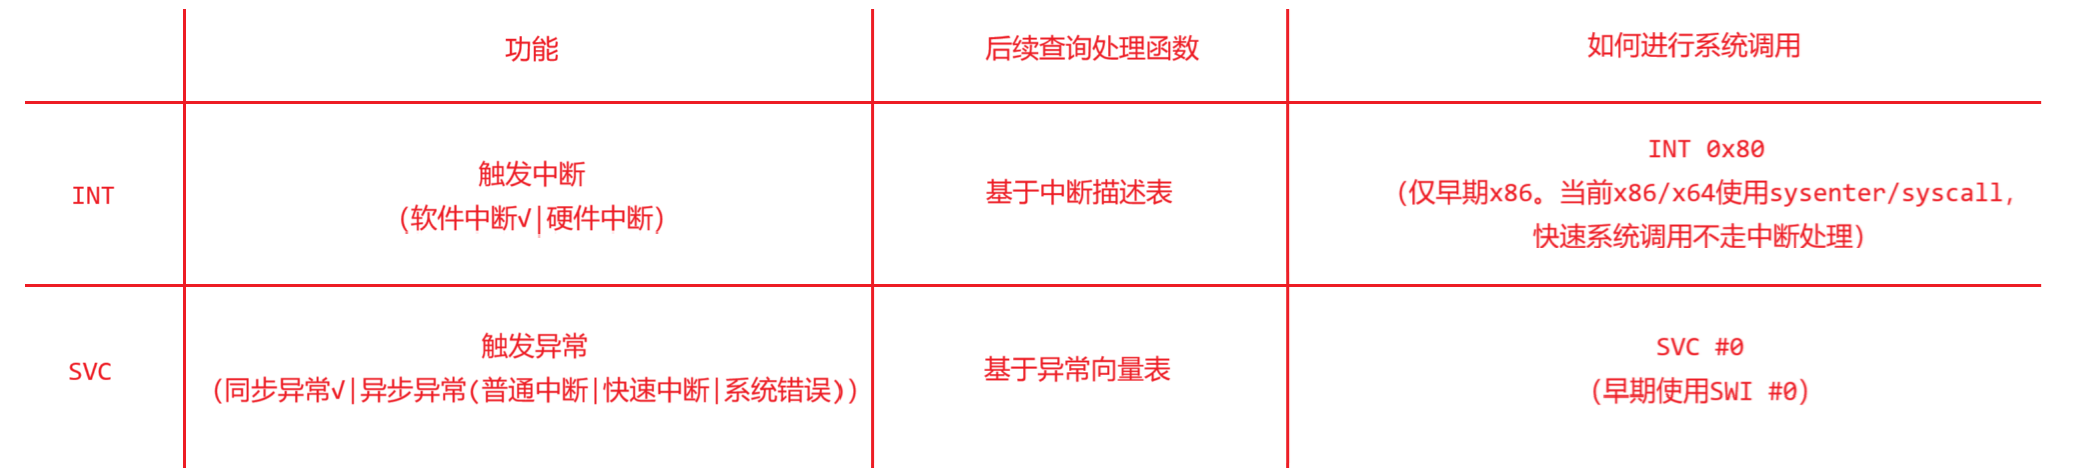 功能
后续查询处理函数
如何进行系统调用
INT
触发中断
(软件中断√|硬件中断)
基于中断描述表
INT 0x80
(仅早期x86。当前x86/x64使用sysenter/syscall,
快速系统调用不走中断处理)
SVC
触发异常
(同步异常√|异步异常(普通中断|快速中断|系统错误))
基于异常向量表
SVC #0
(早期使用SWI #0)